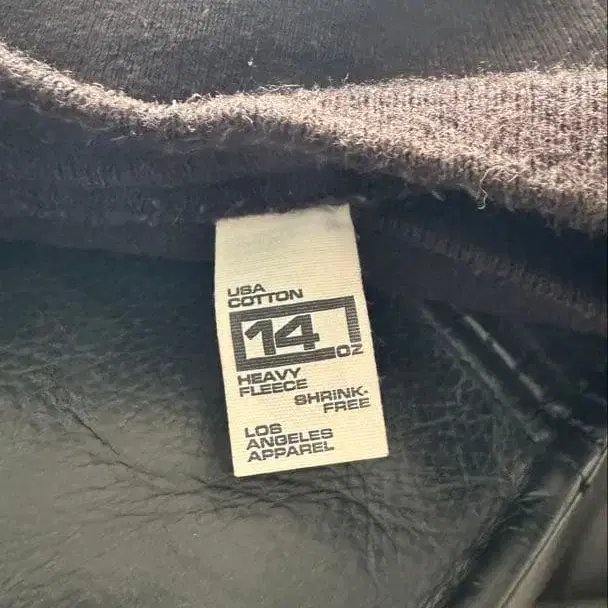 USA
COTTON
14 OZ
HEAVY
FLEECE
SHRINK-
FREE
LOS
ANGELES
APPAREL